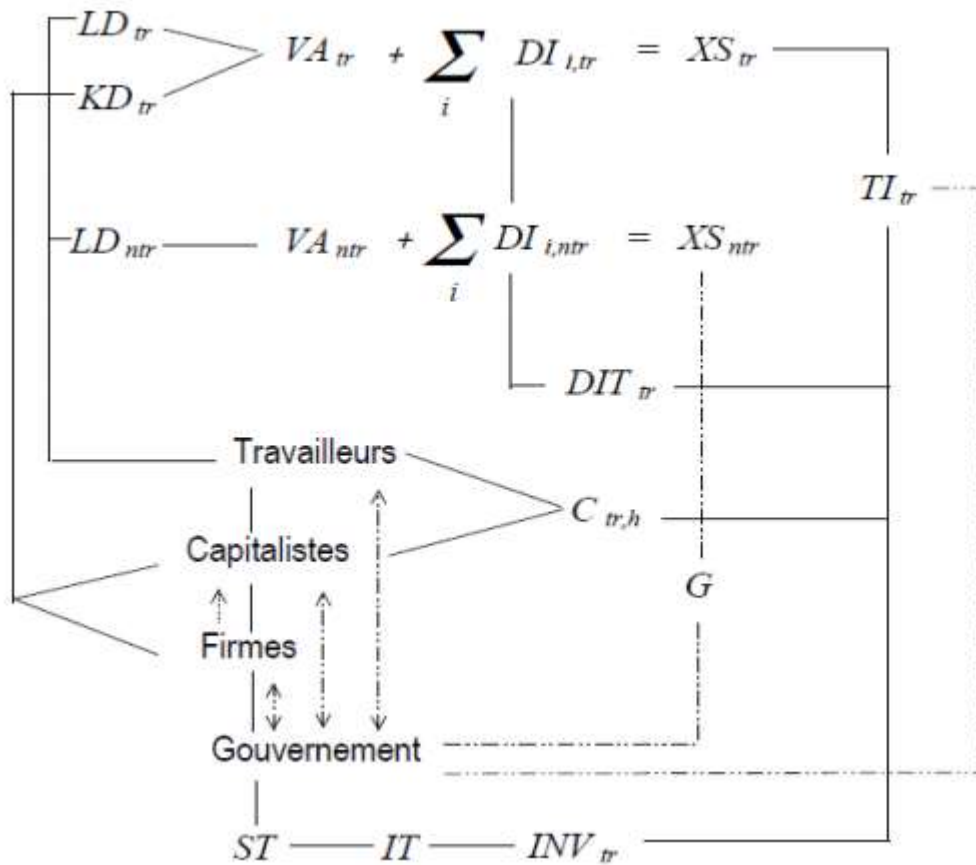 LD tr
VA tr + ∑ i DI i,tr = XS tr
KD tr
TI tr
LD ntr VA ntr + ∑ i DI i,ntr = XS ntr
DIT tr
Travailleurs
C tr,h
Capitalistes
G
Firmes
Gouvernement
ST IT INV tr